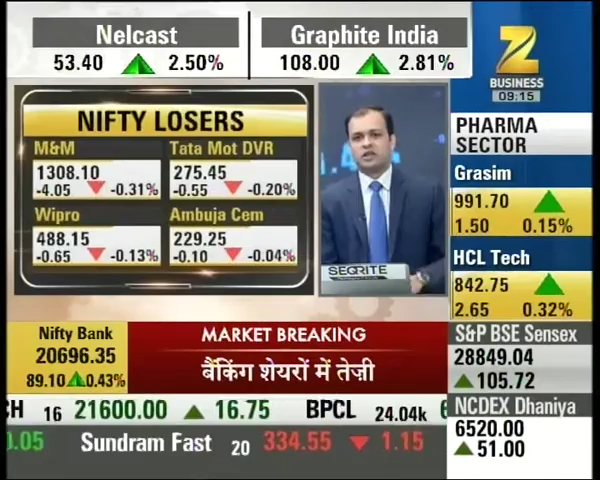 Nelcast
53.40 2.50%
Graphite India
108.00 2.81%
Z
BUSINESS
09:15
NIFTY LOSERS
M&M
1308.10
-4.05 -0.31%
Tata Mot DVR
275.45
-0.55 -0.20%
Wipro
488.15
-0.65 -0.13%
Ambuja Cem
229.25
-0.10 -0.04%
SEQRITE
PHARMA
SECTOR
Grasim
991.70
1.50 0.15%
HCL Tech
842.75
2.65 0.32%
Nifty Bank
20696.35
89.10 0.43%
MARKET BREAKING
बैंकिंग शेयरों में तेज़ी
S&P BSE Sensex
28849.04
105.72
CH 16 21600.00 16.75 BPCL 24.04k
NCDEX Dhaniya
6520.00
51.00
0.05 Sundram Fast 20 334.55 1.15